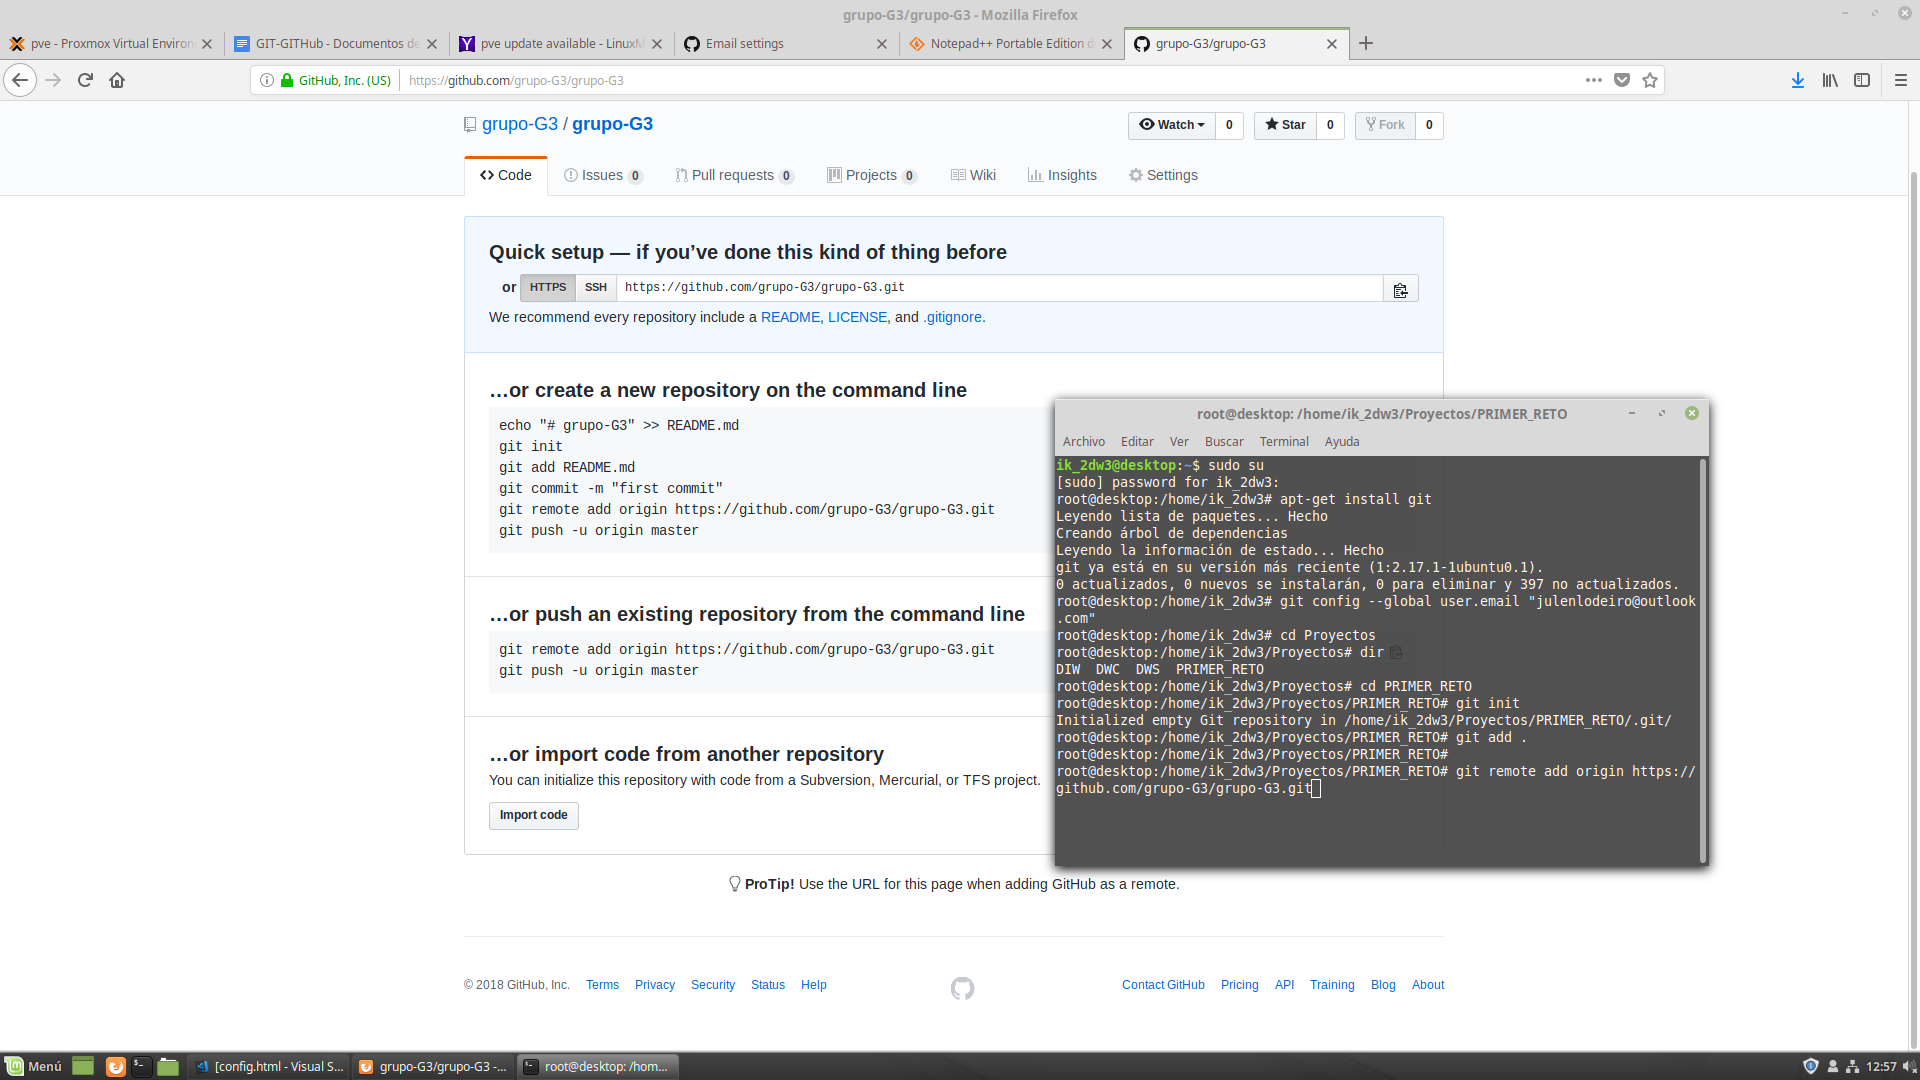 grupo-G3/grupo-G3 - Mozilla Firefox
pve - Proxmox Virtual Environ
GIT-GITHub - Documentos de
pve update available - LinuxM
Email settings
Notepad++ Portable Edition d
grupo-G3/grupo-G3
GitHub, Inc. (US)
https://github.com/grupo-G3/grupo-G3
grupo-G3 / grupo-G3
Watch 0
Star 0
Fork 0
Code
Issues 0
Pull requests 0
Projects 0
Wiki
Insights
Settings
Quick setup — if you’ve done this kind of thing before
or HTTPS SSH https://github.com/grupo-G3/grupo-G3.git
We recommend every repository include a README, LICENSE, and .gitignore.
…or create a new repository on the command line
echo "# grupo-G3" >> README.md
git init
git add README.md
git commit -m "first commit"
git remote add origin https://github.com/grupo-G3/grupo-G3.git
git push -u origin master
…or push an existing repository from the command line
git remote add origin https://github.com/grupo-G3/grupo-G3.git
git push -u origin master
…or import code from another repository
You can initialize this repository with code from a Subversion, Mercurial, or TFS project.
Import code
root@desktop: /home/ik_2dw3/Proyectos/PRIMER_RETO
Archivo Editar Ver Buscar Terminal Ayuda
ik_2dw3@desktop:~$ sudo su
[sudo] password for ik_2dw3:
root@desktop:/home/ik_2dw3# apt-get install git
Leyendo lista de paquetes... Hecho
Creando árbol de dependencias
Leyendo la información de estado... Hecho
git ya está en su versión más reciente (1:2.17.1-1ubuntu0.1).
0 actualizados, 0 nuevos se instalarán, 0 para eliminar y 397 no actualizados.
root@desktop:/home/ik_2dw3# git config --global user.email "julenlodeiro@outlook
.com"
root@desktop:/home/ik_2dw3# cd Proyectos
root@desktop:/home/ik_2dw3/Proyectos# dir
DIW DWC DWS PRIMER_RETO
root@desktop:/home/ik_2dw3/Proyectos# cd PRIMER_RETO
root@desktop:/home/ik_2dw3/Proyectos/PRIMER_RETO# git init
Initialized empty Git repository in /home/ik_2dw3/Proyectos/PRIMER_RETO/.git/
root@desktop:/home/ik_2dw3/Proyectos/PRIMER_RETO# git add .
root@desktop:/home/ik_2dw3/Proyectos/PRIMER_RETO#
root@desktop:/home/ik_2dw3/Proyectos/PRIMER_RETO# git remote add origin https://
github.com/grupo-G3/grupo-G3.git
ProTip! Use the URL for this page when adding GitHub as a remote.
© 2018 GitHub, Inc. Terms Privacy Security Status Help
Contact GitHub Pricing API Training Blog About
Menú
[config.html - Visual S...
grupo-G3/grupo-G3 -...
root@desktop: /hom...
12:57